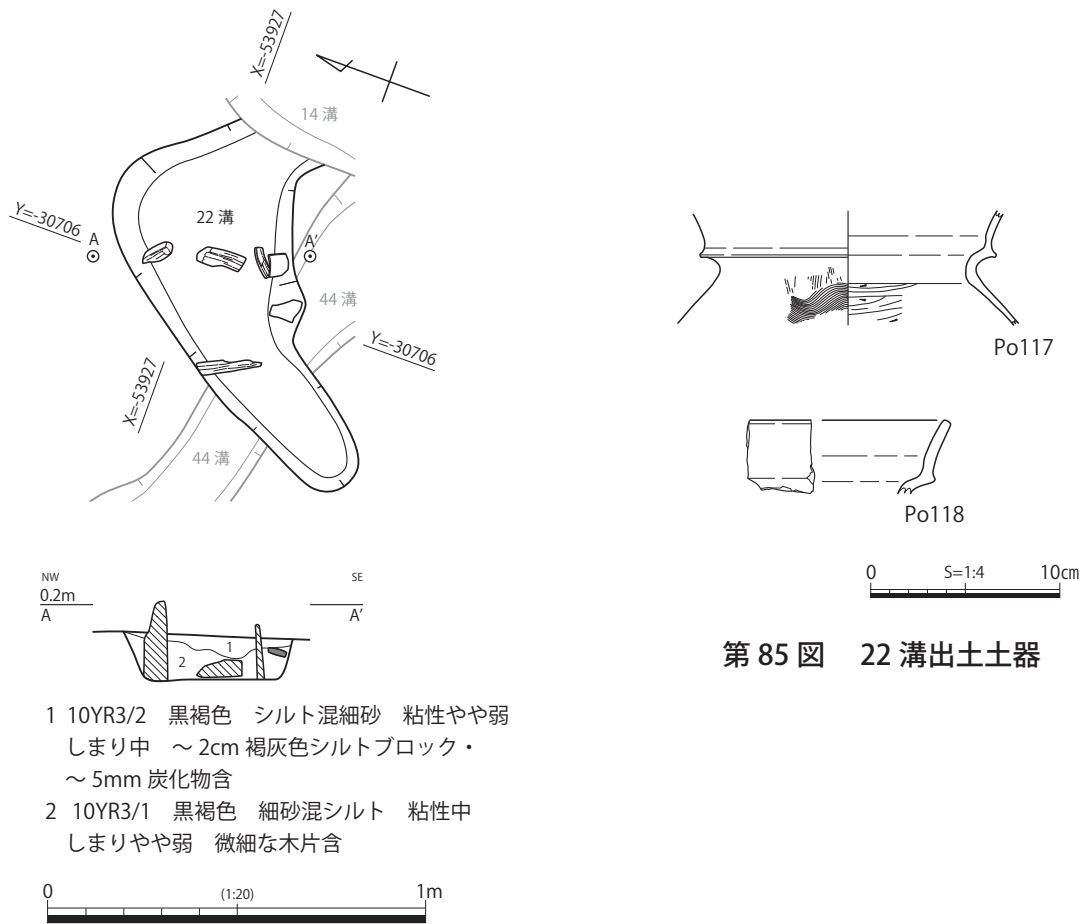 X=-53927
14 溝
Y=-30706
A
22 溝
A'
44 溝
Y=-30706
X=-53927
44 溝
NW
SE
0.2m
A
A'
1
2
1 10YR3/2　黒褐色　シルト混細砂　粘性やや弱
しまり中　～ 2cm 褐灰色シルトブロック・
～ 5mm 炭化物含
2 10YR3/1　黒褐色　細砂混シルト　粘性中
しまりやや弱　微細な木片含
0 (1:20) 1m
Po117
Po118
0 S=1:4 10㎝
第 85 図　22 溝出土土器